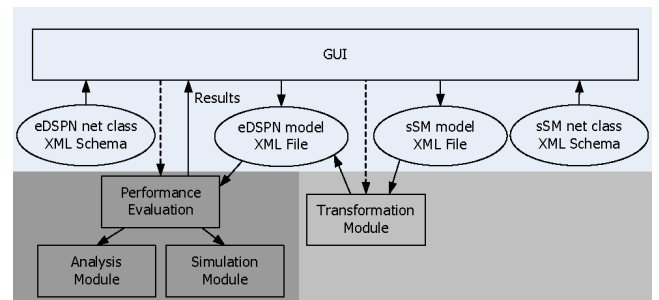 GUI
Results
eDSPN net class
XML Schema
eDSPN model
XML File
sSM model
XML File
sSM net class
XML Schema
Performance
Evaluation
Transformation
Module
Analysis
Module
Simulation
Module